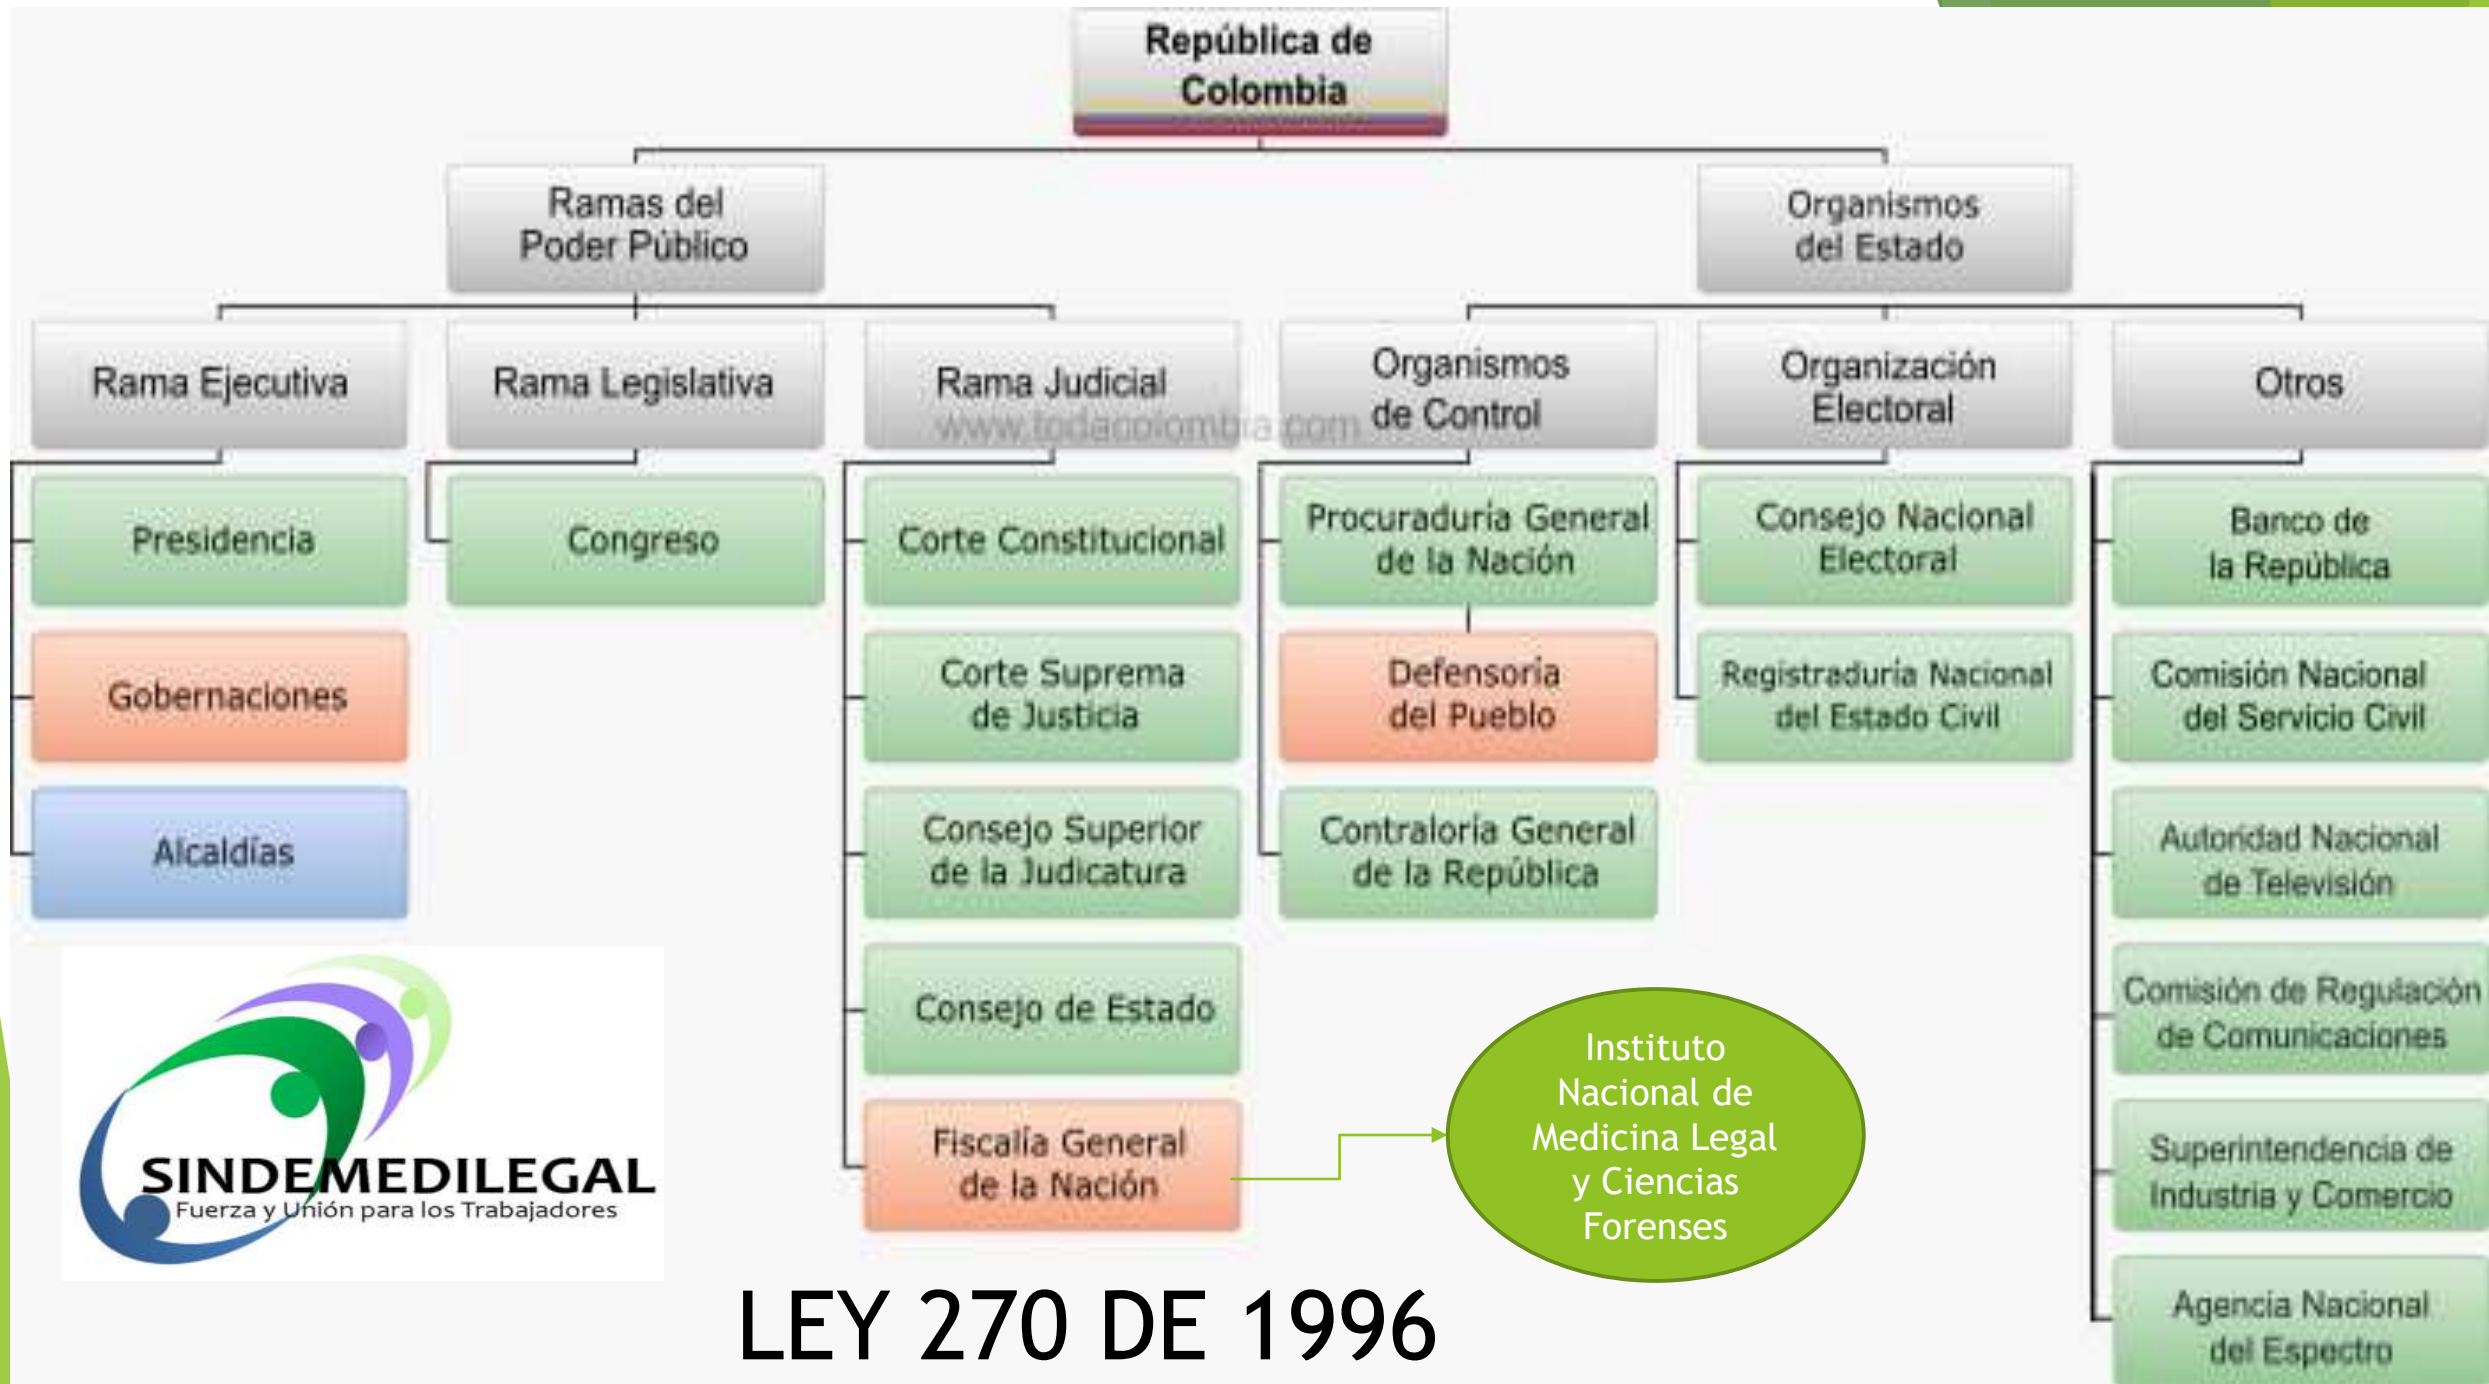 República de
Colombia
Ramas del
Poder Público
Organismos
del Estado
Rama Ejecutiva
Rama Legislativa
Rama Judicial
Organismos
de Control
Organización
Electoral
Otros
www.todacolombia.com
Presidencia
Gobernaciones
Alcaldías
Congreso
Corte Constitucional
Corte Suprema
de Justicia
Consejo Superior
de la Judicatura
Consejo de Estado
Fiscalía General
de la Nación
Procuraduría General
de la Nación
Defensoría
del Pueblo
Contraloría General
de la República
Consejo Nacional
Electoral
Registraduría Nacional
del Estado Civil
Banco de
la República
Comisión Nacional
del Servicio Civil
Autoridad Nacional
de Televisión
Comisión de Regulación
de Comunicaciones
Superintendencia de
Industria y Comercio
Agencia Nacional
del Espectro
Instituto
Nacional de
Medicina Legal
y Ciencias
Forenses
SINDEMEDILEGAL
Fuerza y Unión para los Trabajadores
LEY 270 DE 1996